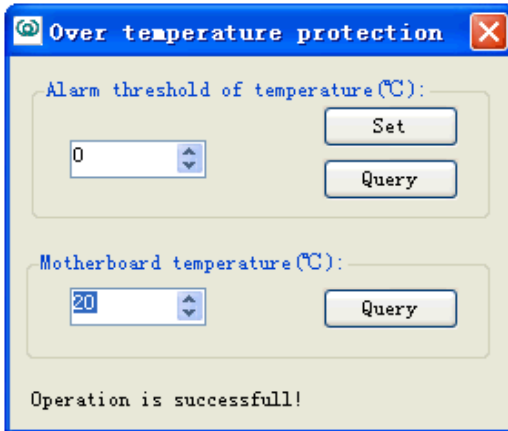 Over temperature protection
Alarm threshold of temperature(℃):
0
Set
Query
Motherboard temperature(℃):
20
Query
Operation is successfull!